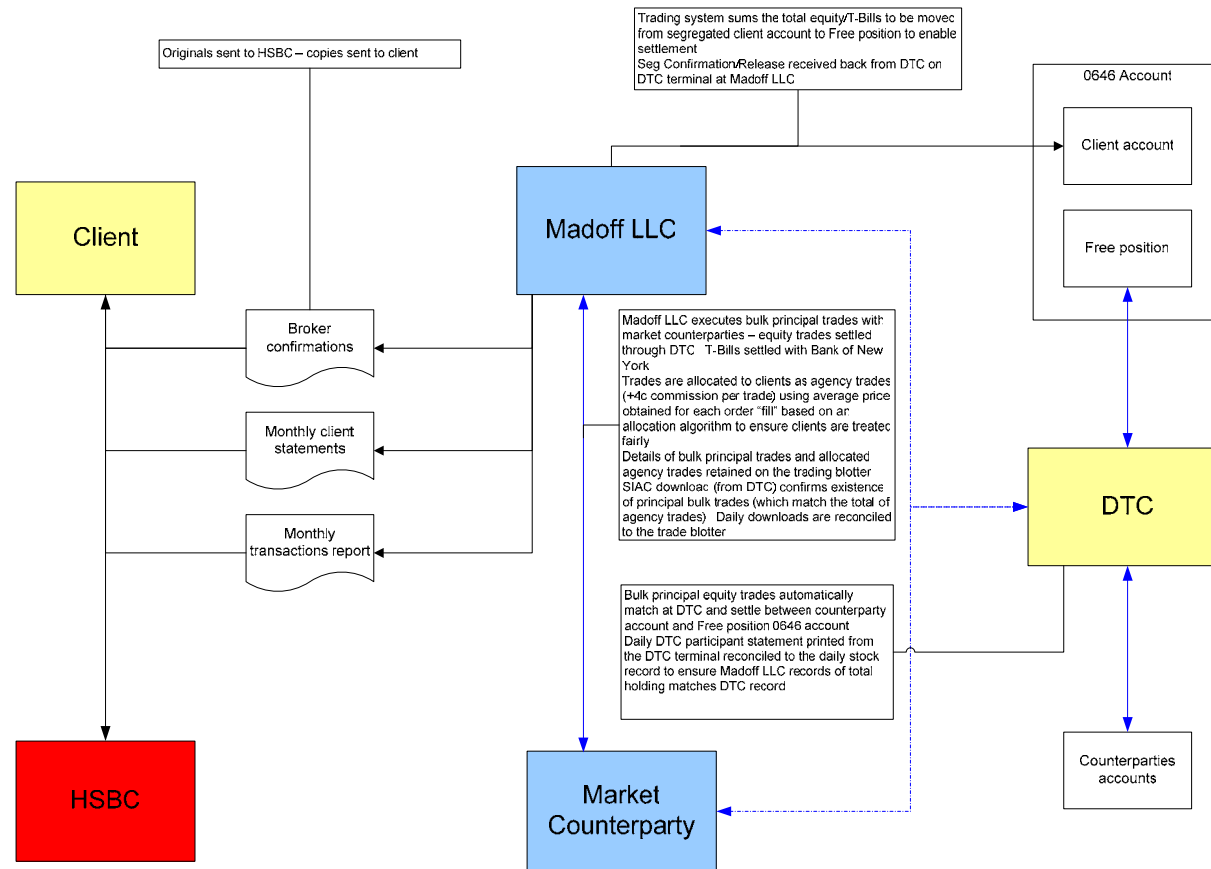 Trading system sums the total equity/T-Bills to be moved
from segregated client account to Free position to enable
settlement
Seg Confirmation/Release received back from DTC on
DTC terminal at Madoff LLC
Originals sent to HSBC – copies sent to client
0646 Account
Client account
Free position
Client
Madoff LLC
Broker
confirmations
Monthly client
statements
Monthly
transactions report
Madoff LLC executes bulk principal trades with
market counterparties – equity trades settled
through DTC T-Bills settled with Bank of New
York
Trades are allocated to clients as agency trades
(+4c commission per trade) using average price
obtained for each order "fill" based on an
allocation algorithm to ensure clients are treated
fairly
Details of bulk principal trades and allocated
agency trades retained on the trading blotter
SIAC download (from DTC) confirms existence
of principal bulk trades (which match the total of
agency trades) Daily downloads are reconciled
to the trade blotter
DTC
Bulk principal equity trades automatically
match at DTC and settle between counterparty
account and Free position 0646 account
Daily DTC participant statement printed from
the DTC terminal reconciled to the daily stock
record to ensure Madoff LLC records of total
holding matches DTC record
HSBC
Market
Counterparty
Counterparties
accounts